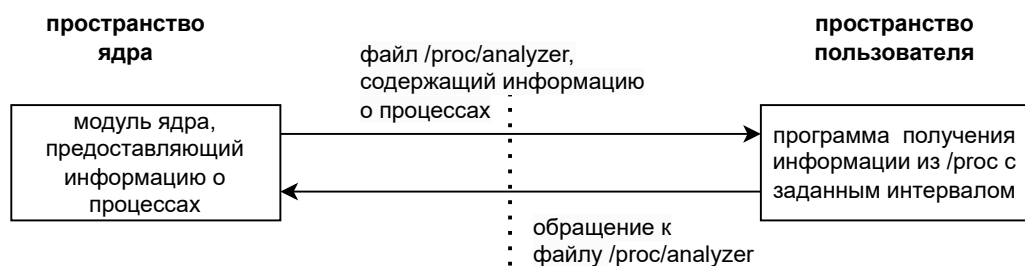 пространство
ядра
файл /proc/analyzer,
содержащий информацию
о процессах
пространство
пользователя
модуль ядра,
предоставляющий
информацию о
процессах
программа получения
информации из /proc с
заданным интервалом
обращение к
файлу /proc/analyzer